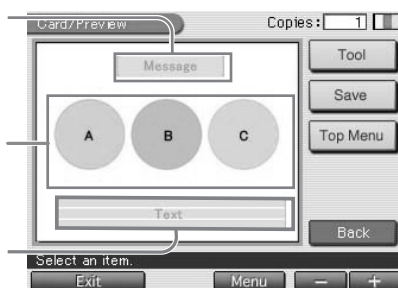 Card/Preview Copies: 1
Message
Tool
Save
A B C
Top Menu
Text
Back
Select an item.
Exit Menu − +